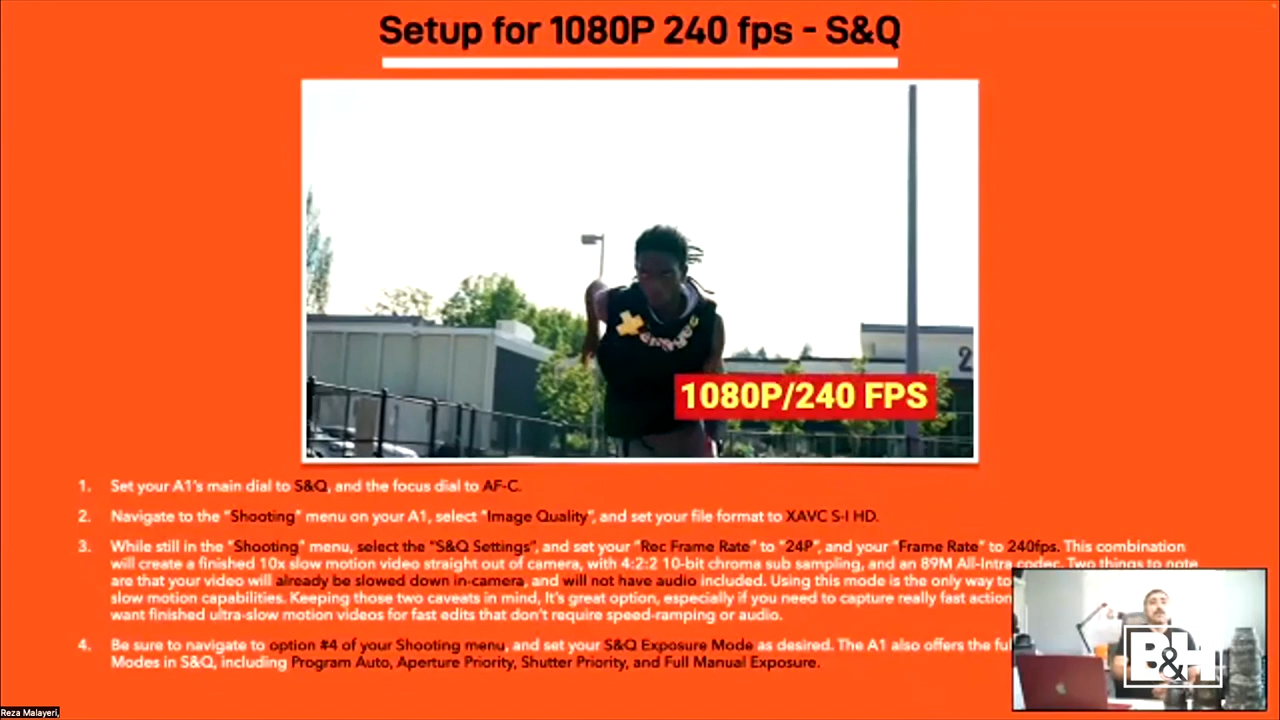 Setup for 1080P 240 fps - S&Q
2
1080P/240 FPS
1. Set your A1's main dial to S&Q, and the focus dial to AF-C.
2. Navigate to the "Shooting" menu on your A1, select "Image Quality", and set your file format to XAVC S-I HD.
3. While still in the "Shooting" menu, select the "S&Q Settings", and set your "Rec Frame Rate" to "24P", and your "Frame Rate" to 240fps. This combination
will create a finished 10x slow motion video straight out of camera, with 4:2:2 10-bit chroma sub sampling, and an 89M All-Intra codec. Two things to note
are that your video will already be slowed down in-camera, and will not have audio included. Using this mode is the only way to
slow motion capabilities. Keeping those two caveats in mind, It's great option, especially if you need to capture really fast action
want finished ultra-slow motion videos for fast edits that don't require speed-ramping or audio.
4. Be sure to navigate to option #4 of your Shooting menu, and set your S&Q Exposure Mode as desired. The A1 also offers the
Modes in S&Q, including Program Auto, Aperture Priority, Shutter Priority, and Full Manual Exposure.
B&H
Reza Malayeri,